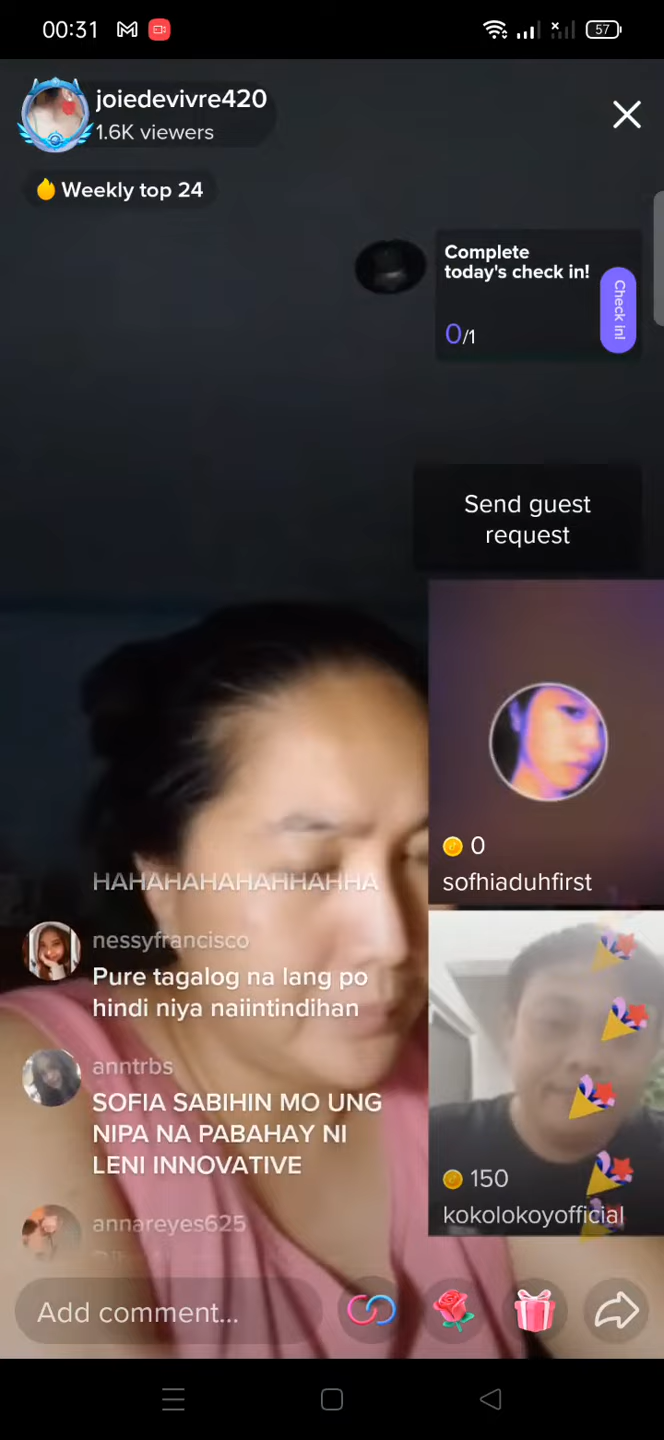 00:31
57
joiedevivre420
1.6K viewers
Weekly top 24
Complete
today's check in!
0/1
Check in!
Send guest
request
0
sofhiaduhfirst
HAHAHAHAHAHHAHHA
nessyfrancisco
Pure tagalog na lang po
hindi niya naiintindihan
anntrbs
SOFIA SABIHIN MO UNG
NIPA NA PABAHAY NI
LENI INNOVATIVE
150
kokolokoyofficial
annareyes625
Add comment...